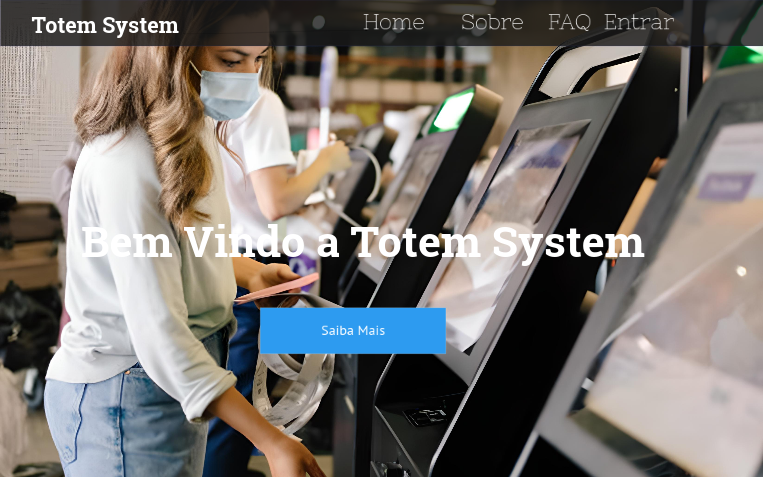 Totem System
Home Sobre FAQ Entrar
Bem Vindo a Totem System
Saiba Mais